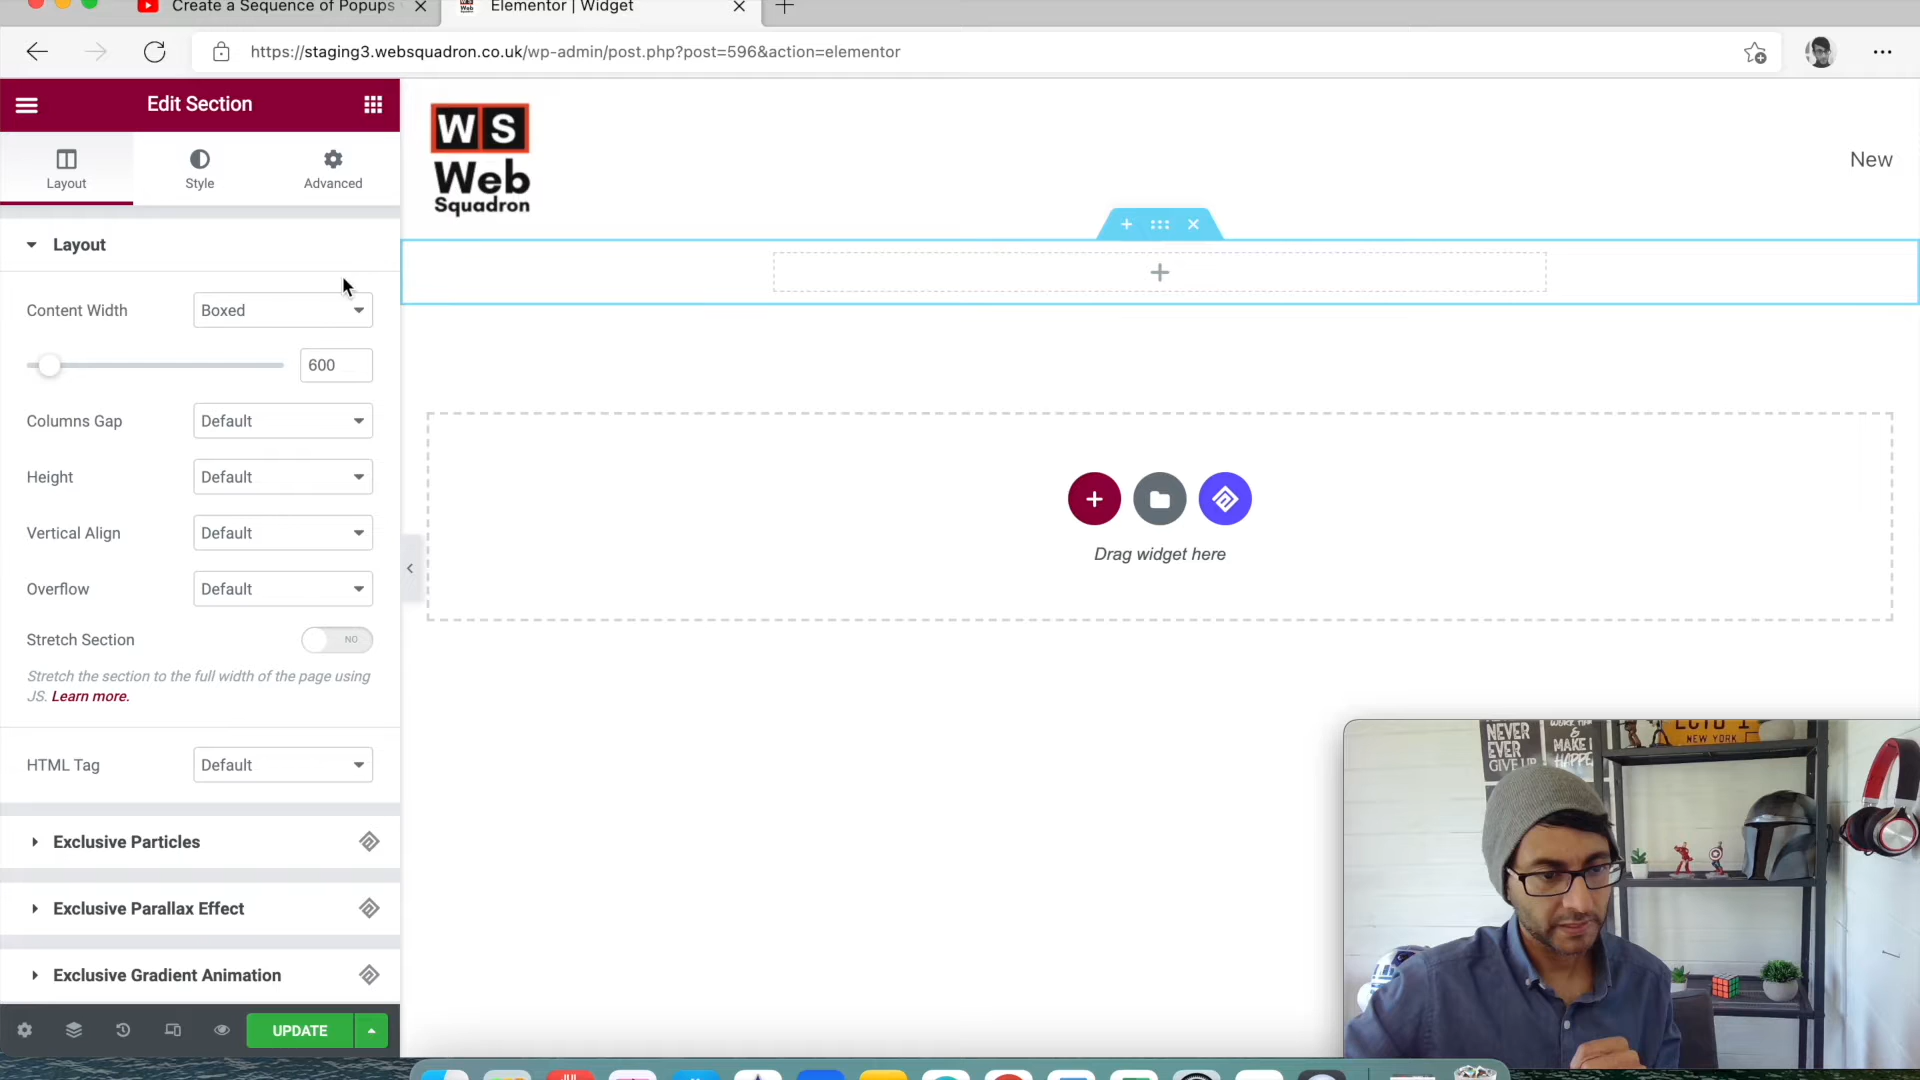 Create a Sequence of Popups
Elementor | Widget
https://staging3.websquadron.co.uk/wp-admin/post.php?post=596&action=elementor
Edit Section
Layout
Style
Advanced
WS
Web
Squadron
New
Layout
Content Width
Boxed
600
Columns Gap
Default
Height
Default
Vertical Align
Default
Overflow
Default
Stretch Section
NO
Stretch the section to the full width of the page using
JS. Learn more.
HTML Tag
Default
Drag widget here
Exclusive Particles
Exclusive Parallax Effect
Exclusive Gradient Animation
UPDATE
NEVER
EVER
GIVE UP
MAKE
NEW YORK